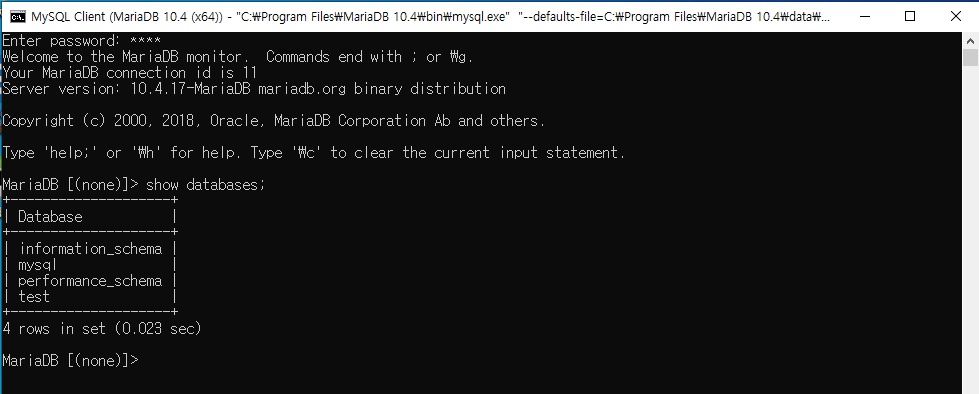 MySQL Client (MariaDB 10.4 (x64)) - "C:₩Program Files₩MariaDB 10.4₩bin₩mysql.exe" "--defaults-file=C:₩Program Files₩MariaDB 10.4₩data₩...
Enter password: ****
Welcome to the MariaDB monitor.  Commands end with ; or ₩g.
Your MariaDB connection id is 11
Server version: 10.4.17-MariaDB mariadb.org binary distribution
Copyright (c) 2000, 2018, Oracle, MariaDB Corporation Ab and others.
Type 'help;' or '₩h' for help. Type '₩c' to clear the current input statement.
MariaDB [(none)]> show databases;
+--------------------+
| Database           |
+--------------------+
| information_schema |
| mysql              |
| performance_schema |
| test               |
+--------------------+
4 rows in set (0.023 sec)
MariaDB [(none)]>